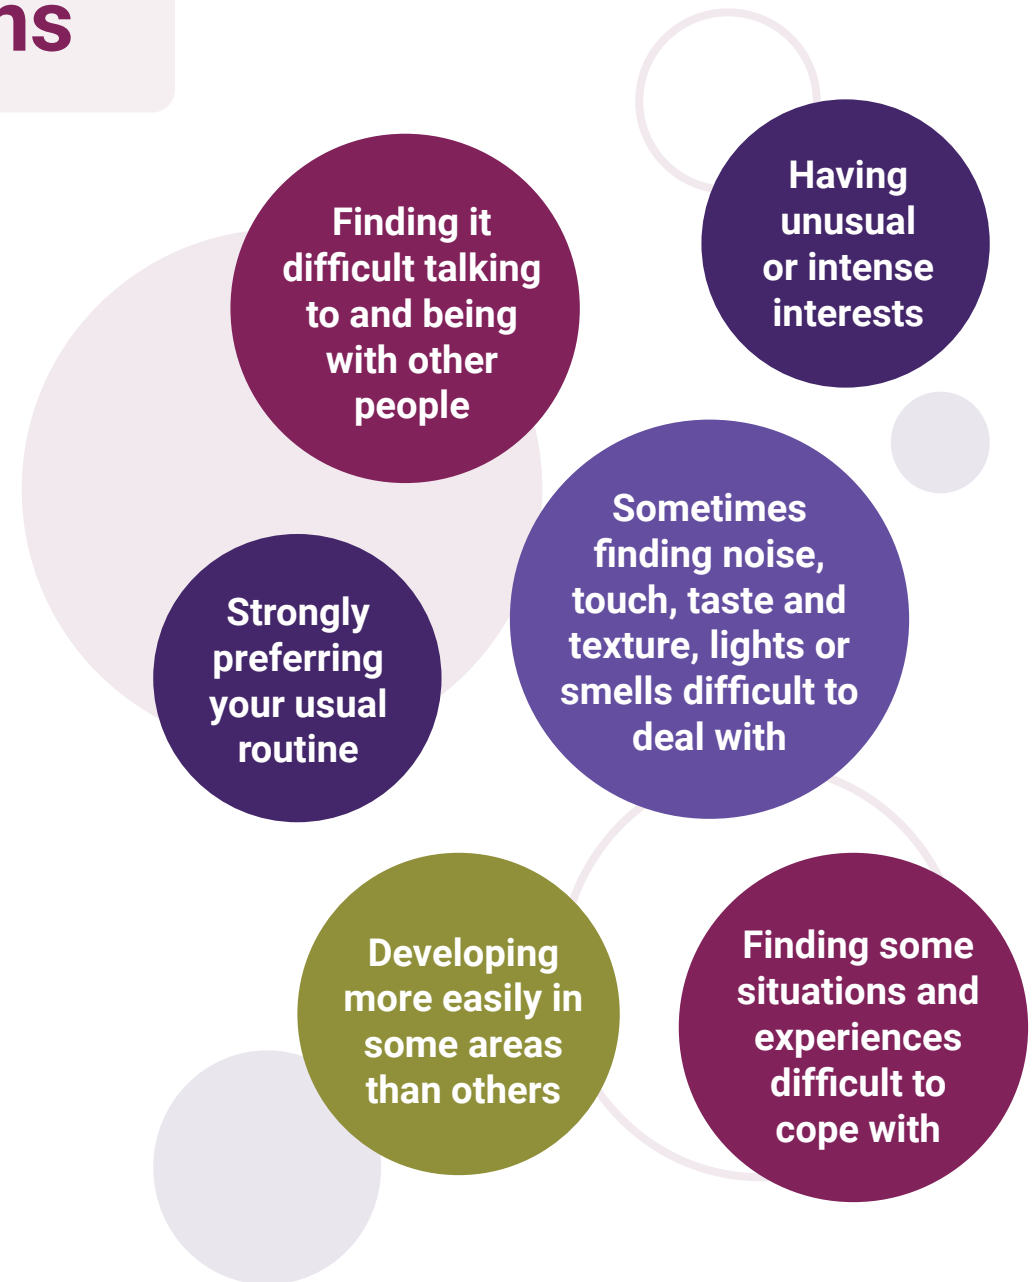 ns
Finding it
difficult talking
to and being
with other
people
Having
unusual
or intense
interests
Sometimes
finding noise,
touch, taste and
texture, lights or
smells difficult to
deal with
Strongly
preferring
your usual
routine
Developing
more easily in
some areas
than others
Finding some
situations and
experiences
difficult to
cope with